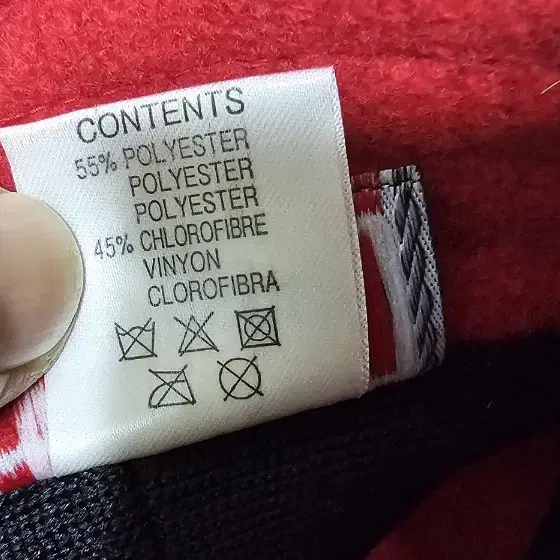 CONTENTS
55% POLYESTER
POLYESTER
POLYESTER
45% CHLOROFIBRE
VINYON
CLOROFIBRA